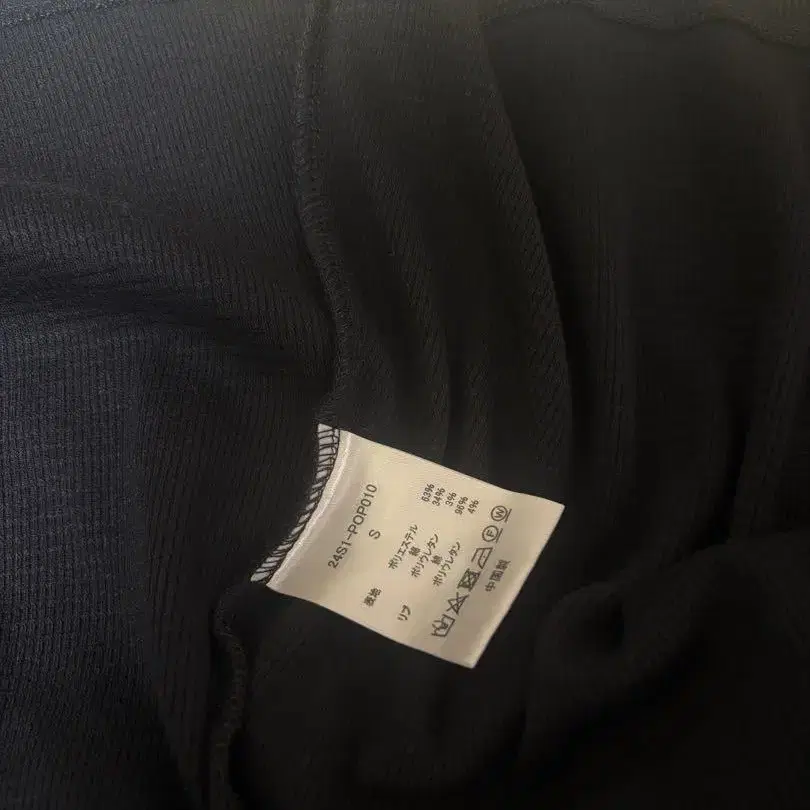 24S1-POP010
S
表地 ポリエステル 63%
綿 34%
ポリウレタン 3%
リブ 綿 96%
ポリウレタン 4%
F W
中国製